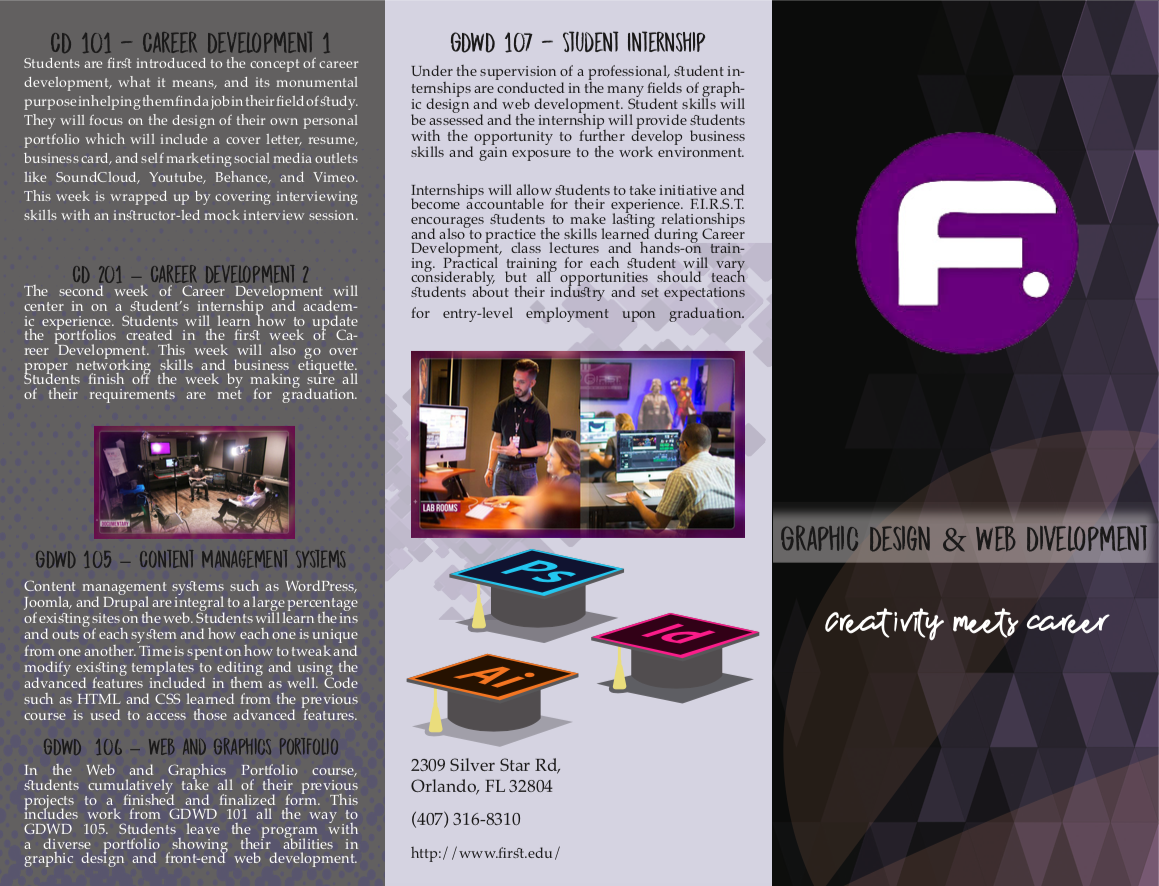 CD 101 – CAREER DEVELOPMENT 1
Students are first introduced to the concept of career
development, what it means, and its monumental
purpose in helping them find a job in their field of study.
They will focus on the design of their own personal
portfolio which will include a cover letter, resume,
business card, and self marketing social media outlets
like SoundCloud, Youtube, Behance, and Vimeo.
This week is wrapped up by covering interviewing
skills with an instructor-led mock interview session.
CD 201 – CAREER DEVELOPMENT 2
The second week of Career Development will
center in on a student's internship and academ-
ic experience. Students will learn how to update
the portfolios created in the first week of Ca-
reer Development. This week will also go over
proper networking skills and business etiquette.
Students finish off the week by making sure all
of their requirements are met for graduation.
DOCUMENTARY
GDWD 105 – CONTENT MANAGEMENT SYSTEMS
Content management systems such as WordPress,
Joomla, and Drupal are integral to a large percentage
of existing sites on the web. Students will learn the ins
and outs of each system and how each one is unique
from one another. Time is spent on how to tweak and
modify existing templates to editing and using the
advanced features included in them as well. Code
such as HTML and CSS learned from the previous
course is used to access those advanced features.
GDWD 106 – WEB AND GRAPHICS PORTFOLIO
In the Web and Graphics Portfolio course,
students cumulatively take all of their previous
projects to a finished and finalized form. This
includes work from GDWD 101 all the way to
GDWD 105. Students leave the program with
a diverse portfolio showing their abilities in
graphic design and front-end web development.
GDWD 107 – STUDENT INTERNSHIP
Under the supervision of a professional, student in-
ternships are conducted in the many fields of graph-
ic design and web development. Student skills will
be assessed and the internship will provide students
with the opportunity to further develop business
skills and gain exposure to the work environment.
Internships will allow students to take initiative and
become accountable for their experience. F.I.R.S.T.
encourages students to make lasting relationships
and also to practice the skills learned during Career
Development, class lectures and hands-on train-
ing. Practical training for each student will vary
considerably, but all opportunities should teach
students about their industry and set expectations
for entry-level employment upon graduation.
FIRST
LAB ROOMS
Ps
Id
Ai
2309 Silver Star Rd,
Orlando, FL 32804
(407) 316-8310
http://www.first.edu/
F.
GRAPHIC DESIGN & WEB DIVELOPMENT
creativity meets career